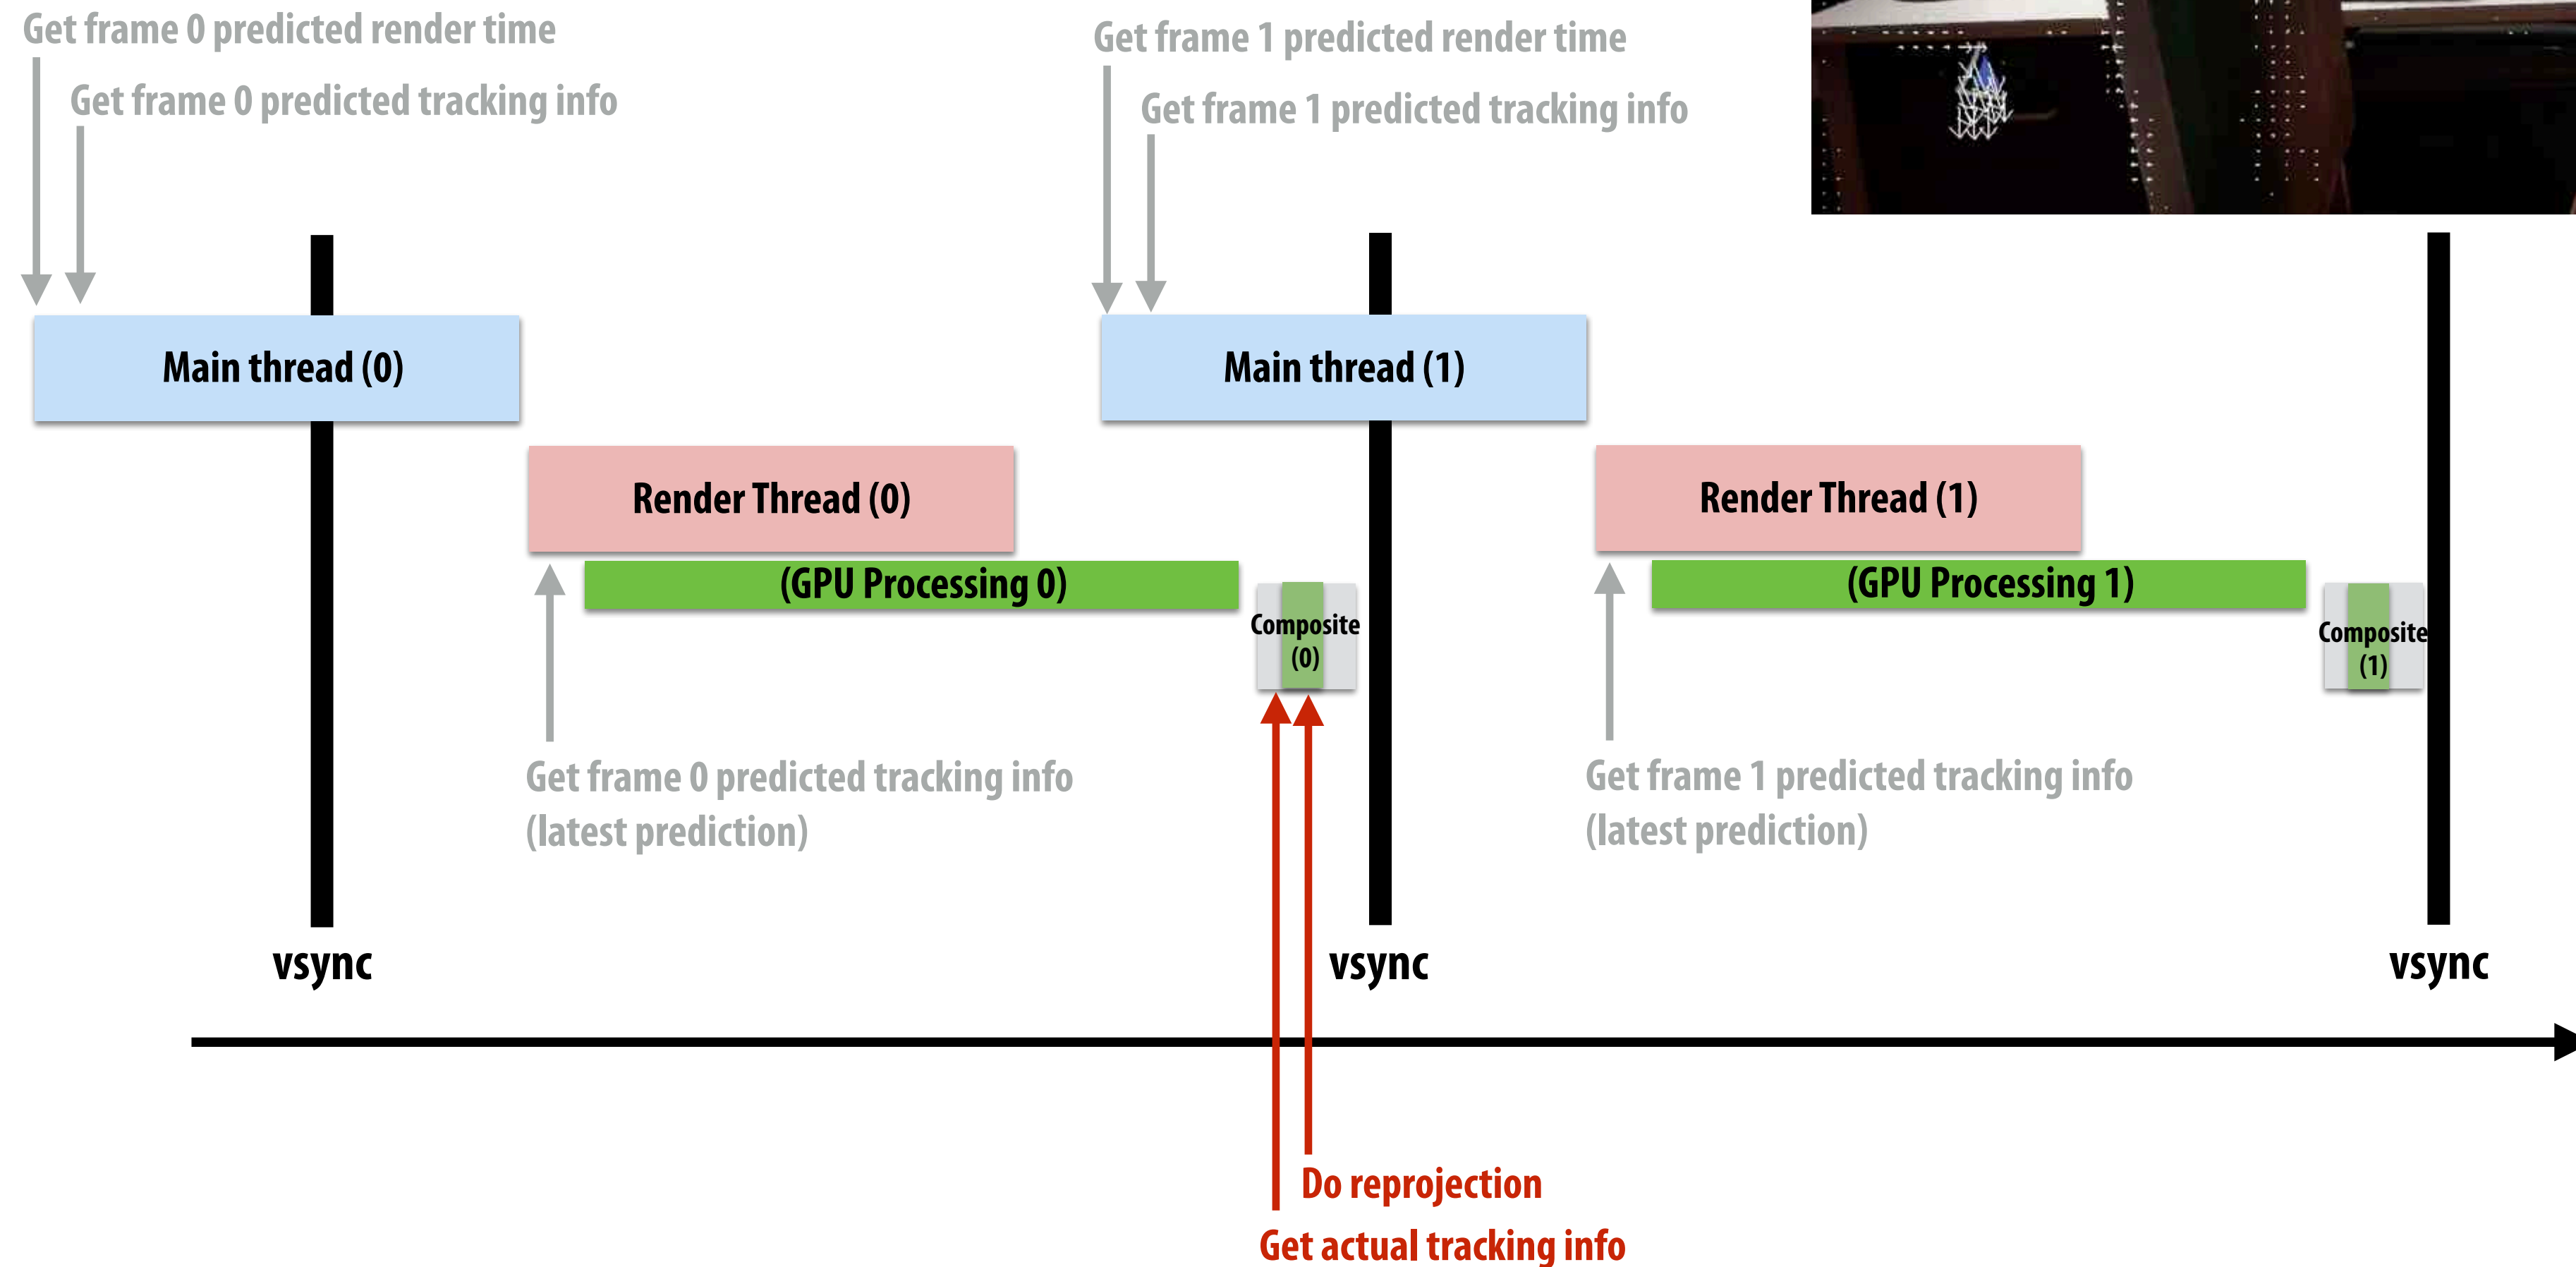 Get frame 0 predicted render time
Get frame 0 predicted tracking info
Get frame 1 predicted render time
Get frame 1 predicted tracking info
Main thread (0)
Main thread (1)
Render Thread (0)
Render Thread (1)
(GPU Processing 0)
(GPU Processing 1)
Composite
(0)
Composite
(1)
Get frame 0 predicted tracking info
(latest prediction)
Get frame 1 predicted tracking info
(latest prediction)
vsync
vsync
vsync
Do reprojection
Get actual tracking info